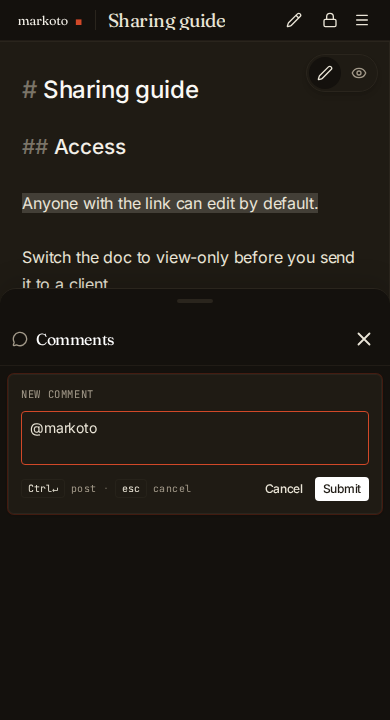 markoto
Sharing guide
# Sharing guide
## Access
Anyone with the link can edit by default.
Switch the doc to view-only before you send
it to a client
Comments
NEW COMMENT
@markoto
Ctrl↵ post · esc cancel
Cancel
Submit